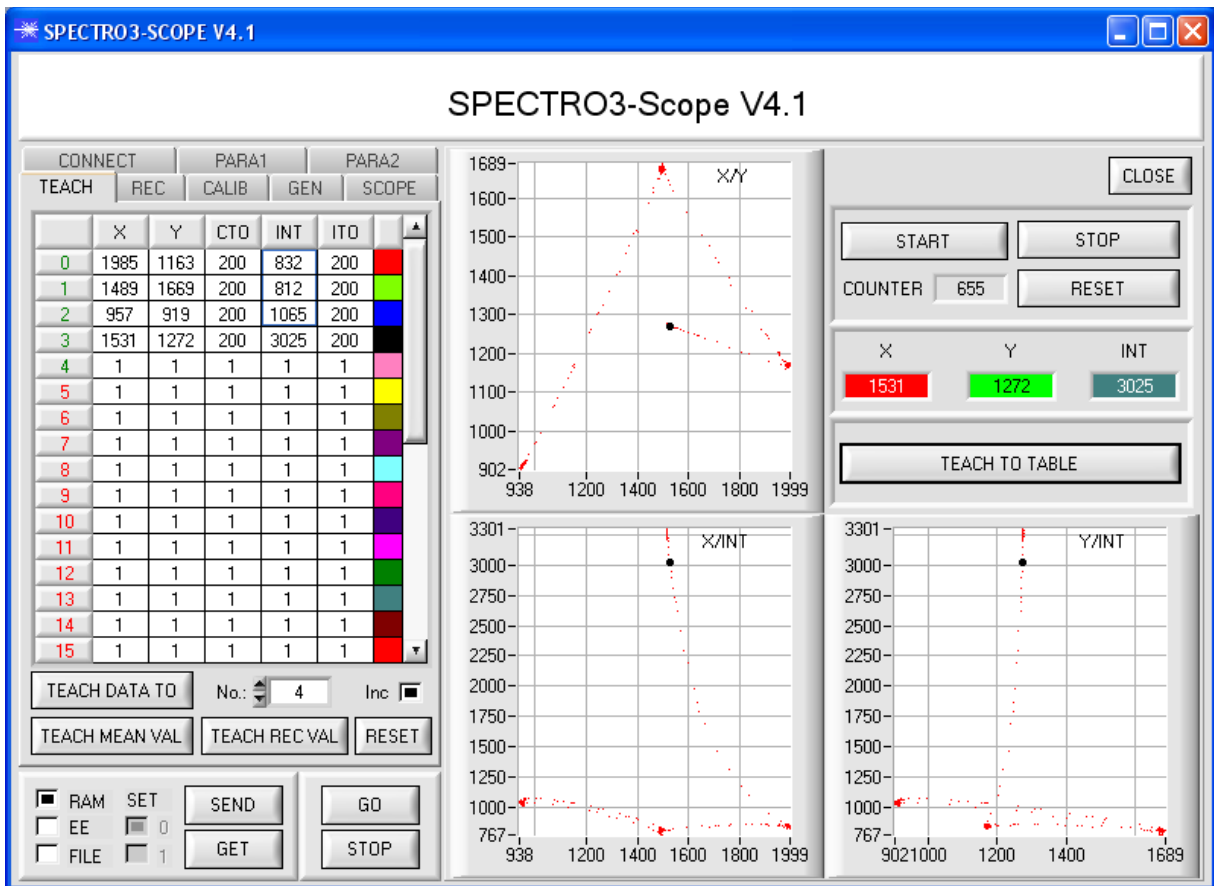 SPECTRO3-SCOPE V4.1
SPECTRO3-Scope V4.1
CONNECT PARA1 PARA2
TEACH REC CALIB GEN SCOPE
X Y CTO INT ITO
0 1985 1163 200 832 200
1 1489 1669 200 812 200
2 957 919 200 1065 200
3 1531 1272 200 3025 200
4 1 1 1 1 1
5 1 1 1 1 1
6 1 1 1 1 1
7 1 1 1 1 1
8 1 1 1 1 1
9 1 1 1 1 1
10 1 1 1 1 1
11 1 1 1 1 1
12 1 1 1 1 1
13 1 1 1 1 1
14 1 1 1 1 1
15 1 1 1 1 1
TEACH DATA TO No.: 4 Inc
TEACH MEAN VAL TEACH REC VAL RESET
RAM SET SEND GO
EE 0
FILE 1 GET STOP
X/Y
1689
1600
1500
1400
1300
1200
1100
1000
902
938 1200 1400 1600 1800 1999
CLOSE
START STOP
COUNTER 655 RESET
X Y INT
1531 1272 3025
TEACH TO TABLE
X/INT
3301
3000
2750
2500
2250
2000
1750
1500
1250
1000
767
938 1200 1400 1600 1800 1999
Y/INT
3301
3000
2750
2500
2250
2000
1750
1500
1250
1000
767
902 1000 1200 1400 1689